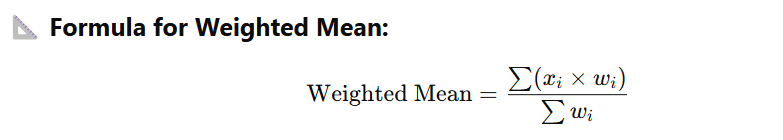 📐 Formula for Weighted Mean:
Weighted Mean = ∑(xᵢ × wᵢ) / ∑ wᵢ